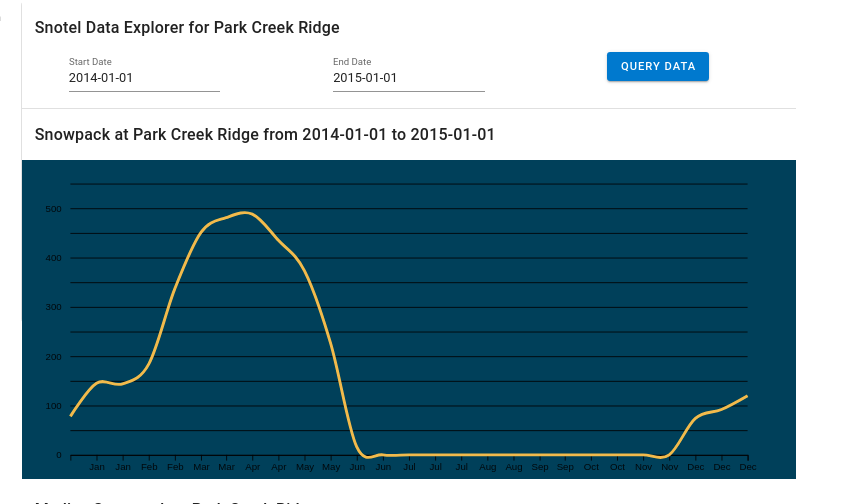 Snotel Data Explorer for Park Creek Ridge
Start Date
End Date
2014-01-01
2015-01-01
QUERY DATA
Snowpack at Park Creek Ridge from 2014-01-01 to 2015-01-01
500
400
300
200
100
0
Jan Jan Feb Feb Mar Mar Apr Apr May May Jun Jun Jul Jul Jul Aug Aug Sep Sep Oct Oct Nov Nov Dec Dec Dec